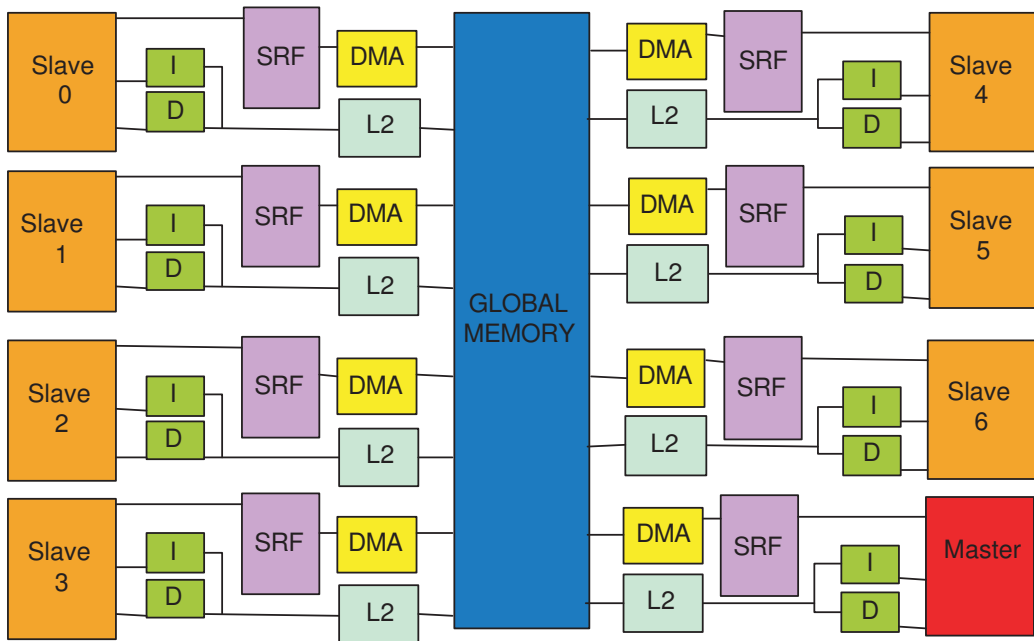 Slave
0
I
D
SRF
DMA
L2
Slave
1
I
D
SRF
DMA
L2
Slave
2
I
D
SRF
DMA
L2
Slave
3
I
D
SRF
DMA
L2
GLOBAL
MEMORY
DMA
L2
SRF
I
D
Slave
4
DMA
L2
SRF
I
D
Slave
5
DMA
L2
SRF
I
D
Slave
6
DMA
L2
SRF
I
D
Master